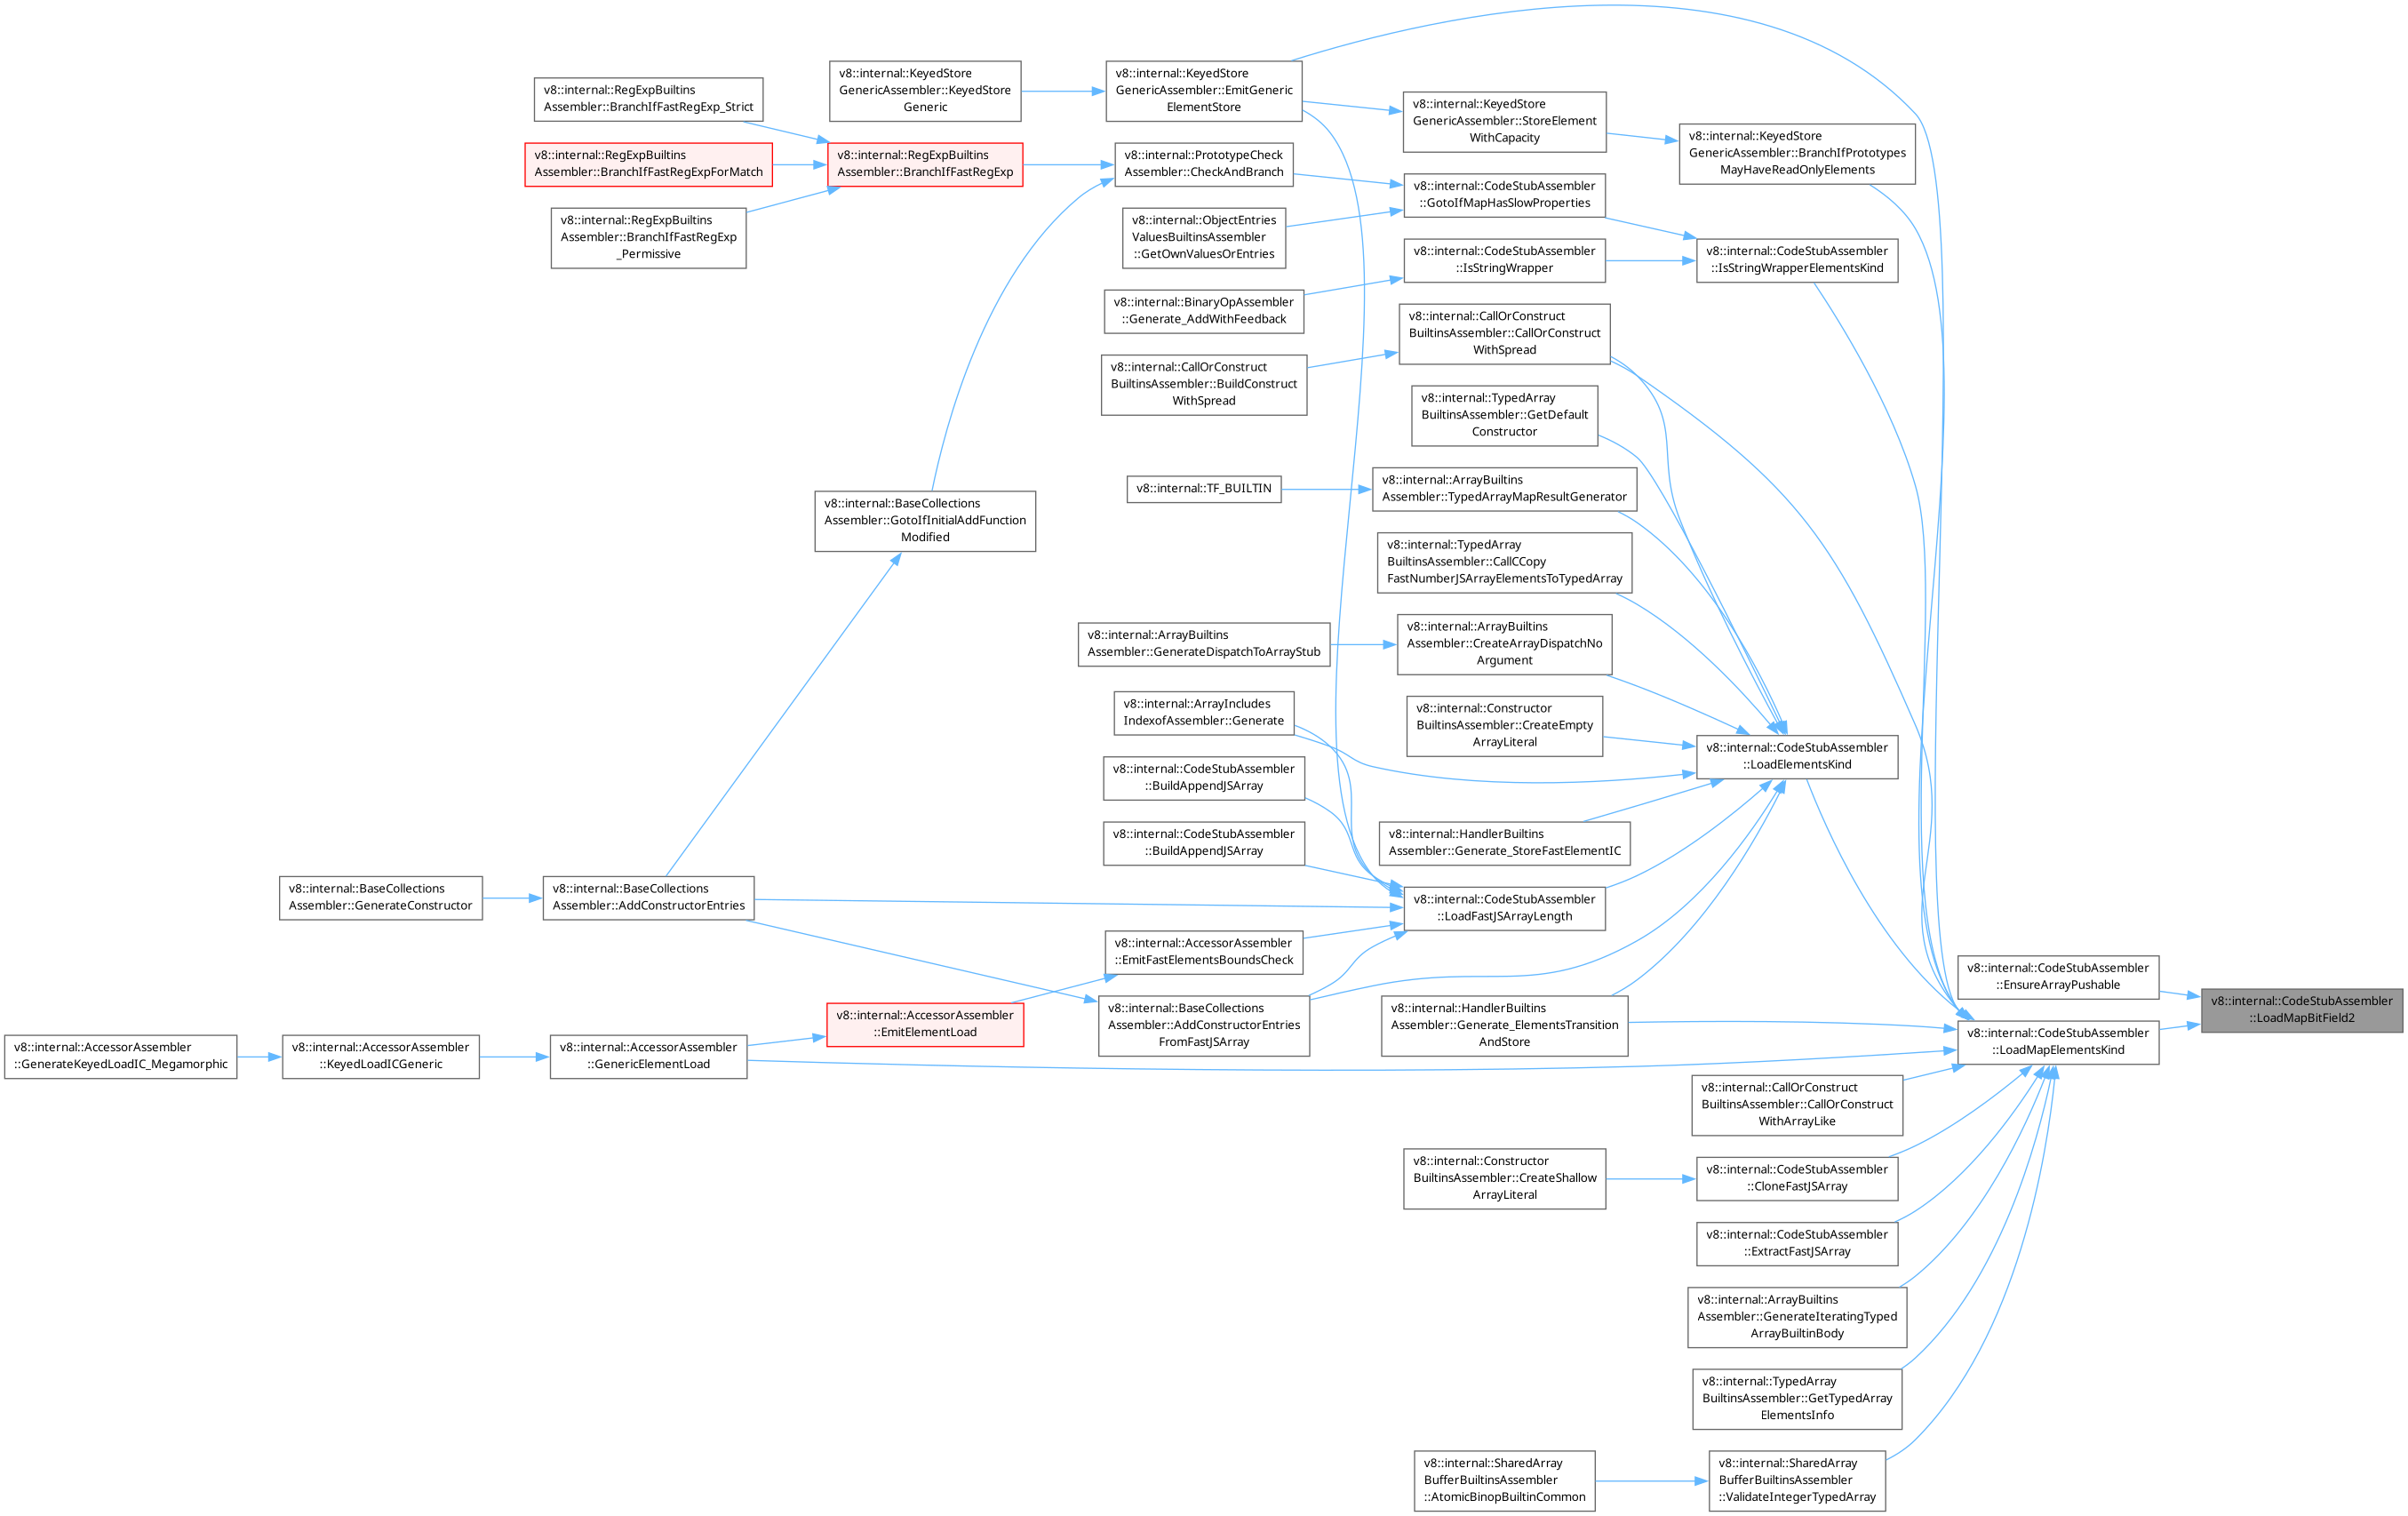 v8::internal::KeyedStore
GenericAssembler::KeyedStore
Generic
v8::internal::KeyedStore
GenericAssembler::EmitGeneric
ElementStore
v8::internal::RegExpBuiltins
Assembler::BranchIfFastRegExp_Strict
v8::internal::KeyedStore
GenericAssembler::StoreElement
WithCapacity
v8::internal::KeyedStore
GenericAssembler::BranchIfPrototypes
MayHaveReadOnlyElements
v8::internal::RegExpBuiltins
Assembler::BranchIfFastRegExpForMatch
v8::internal::RegExpBuiltins
Assembler::BranchIfFastRegExp
v8::internal::PrototypeCheck
Assembler::CheckAndBranch
v8::internal::CodeStubAssembler
::GotoIfMapHasSlowProperties
v8::internal::RegExpBuiltins
Assembler::BranchIfFastRegExp
_Permissive
v8::internal::ObjectEntries
ValuesBuiltinsAssembler
::GetOwnValuesOrEntries
v8::internal::CodeStubAssembler
::IsStringWrapper
v8::internal::CodeStubAssembler
::IsStringWrapperElementsKind
v8::internal::BinaryOpAssembler
::Generate_AddWithFeedback
v8::internal::CallOrConstruct
BuiltinsAssembler::CallOrConstruct
WithSpread
v8::internal::CallOrConstruct
BuiltinsAssembler::BuildConstruct
WithSpread
v8::internal::TypedArray
BuiltinsAssembler::GetDefault
Constructor
v8::internal::TF_BUILTIN
v8::internal::ArrayBuiltins
Assembler::TypedArrayMapResultGenerator
v8::internal::BaseCollections
Assembler::GotoIfInitialAddFunction
Modified
v8::internal::TypedArray
BuiltinsAssembler::CallCCopy
FastNumberJSArrayElementsToTypedArray
v8::internal::ArrayBuiltins
Assembler::GenerateDispatchToArrayStub
v8::internal::ArrayBuiltins
Assembler::CreateArrayDispatchNo
Argument
v8::internal::ArrayIncludes
IndexofAssembler::Generate
v8::internal::Constructor
BuiltinsAssembler::CreateEmpty
ArrayLiteral
v8::internal::CodeStubAssembler
::LoadElementsKind
v8::internal::CodeStubAssembler
::BuildAppendJSArray
v8::internal::CodeStubAssembler
::BuildAppendJSArray
v8::internal::HandlerBuiltins
Assembler::Generate_StoreFastElementIC
v8::internal::BaseCollections
Assembler::GenerateConstructor
v8::internal::BaseCollections
Assembler::AddConstructorEntries
v8::internal::CodeStubAssembler
::LoadFastJSArrayLength
v8::internal::AccessorAssembler
::EmitFastElementsBoundsCheck
v8::internal::CodeStubAssembler
::EnsureArrayPushable
v8::internal::CodeStubAssembler
::LoadMapBitField2
v8::internal::AccessorAssembler
::EmitElementLoad
v8::internal::BaseCollections
Assembler::AddConstructorEntries
FromFastJSArray
v8::internal::HandlerBuiltins
Assembler::Generate_ElementsTransition
AndStore
v8::internal::AccessorAssembler
::GenerateKeyedLoadIC_Megamorphic
v8::internal::AccessorAssembler
::KeyedLoadICGeneric
v8::internal::AccessorAssembler
::GenericElementLoad
v8::internal::CodeStubAssembler
::LoadMapElementsKind
v8::internal::CallOrConstruct
BuiltinsAssembler::CallOrConstruct
WithArrayLike
v8::internal::Constructor
BuiltinsAssembler::CreateShallow
ArrayLiteral
v8::internal::CodeStubAssembler
::CloneFastJSArray
v8::internal::CodeStubAssembler
::ExtractFastJSArray
v8::internal::ArrayBuiltins
Assembler::GenerateIteratingTyped
ArrayBuiltinBody
v8::internal::TypedArray
BuiltinsAssembler::GetTypedArray
ElementsInfo
v8::internal::SharedArray
BufferBuiltinsAssembler
::AtomicBinopBuiltinCommon
v8::internal::SharedArray
BufferBuiltinsAssembler
::ValidateIntegerTypedArray